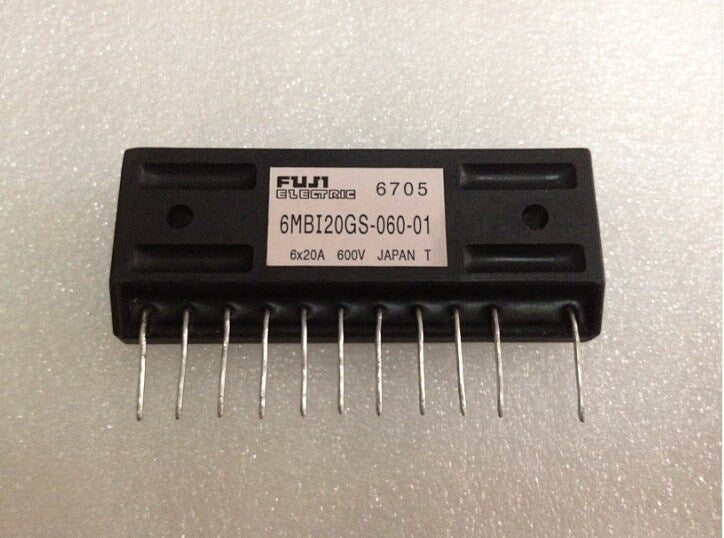 FUJI ELECTRIC 6705
6MBI20GS-060-01
6x20A 600V JAPAN T